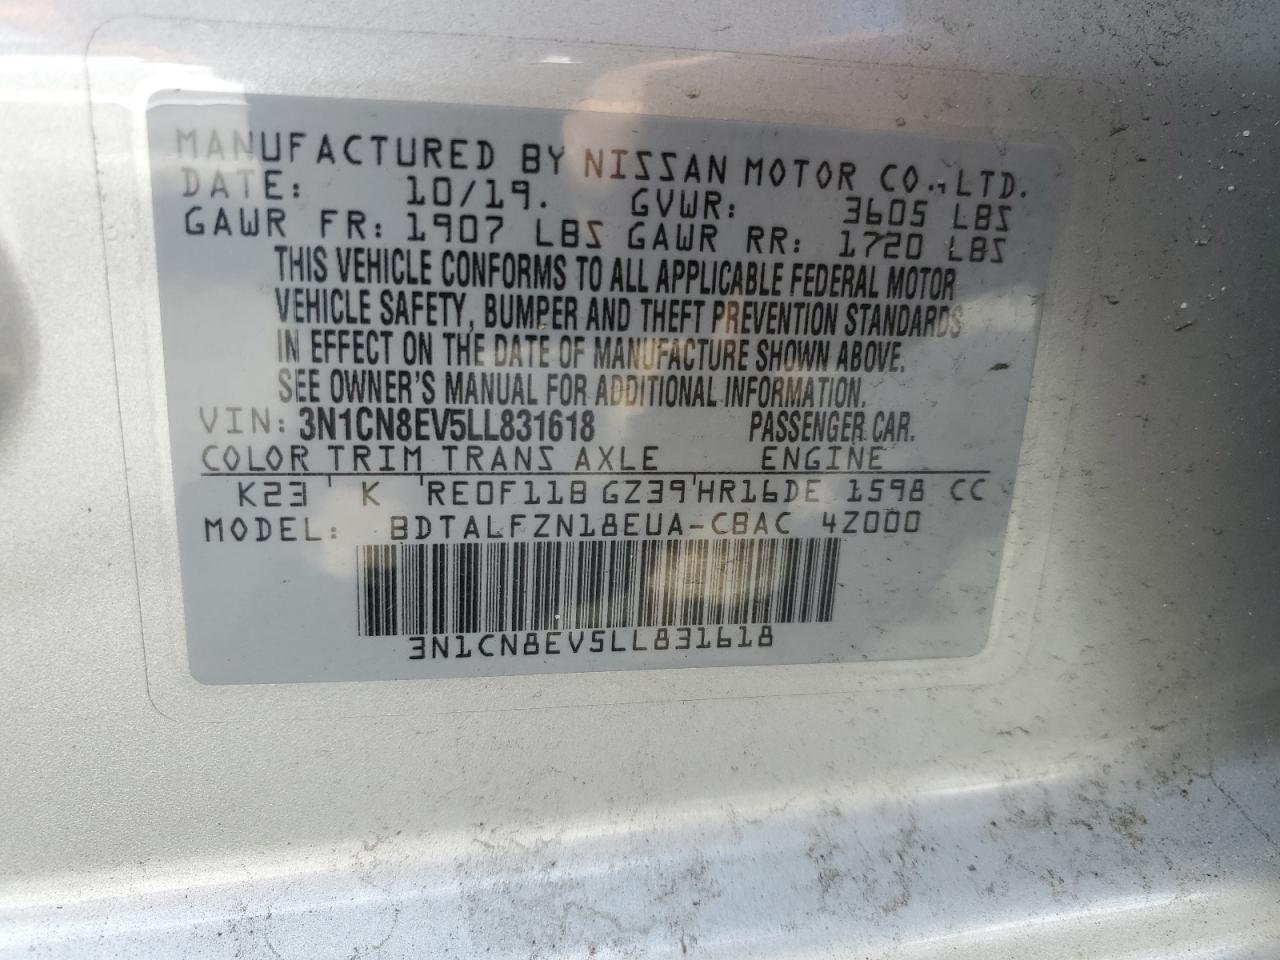 MANUFACTURED BY NISSAN MOTOR CO., LTD.
DATE: 10/19. GVWR: 3605 LBS
GAWR FR: 1907 LBS GAWR RR: 1720 LBS
THIS VEHICLE CONFORMS TO ALL APPLICABLE FEDERAL MOTOR
VEHICLE SAFETY, BUMPER AND THEFT PREVENTION STANDARDS
IN EFFECT ON THE DATE OF MANUFACTURE SHOWN ABOVE.
SEE OWNER'S MANUAL FOR ADDITIONAL INFORMATION.
VIN: 3N1CN8EV5LL831618 PASSENGER CAR.
COLOR TRIM TRANS AXLE ENGINE
K23 ' K ' RE0F11B GZ39 ' HR16DE 1598 CC
MODEL: BDTALFZN18EUA-CBAC 4Z000
3N1CN8EV5LL831618